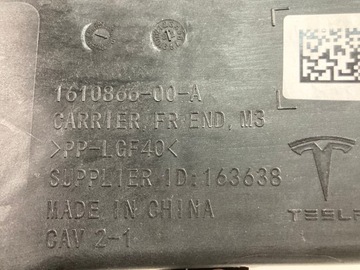 1610866-00-A
CARRIER,FR END,M3
>PP-LGF40<
SUPPLIER,ID:163638
MADE IN CHINA
CAV 2-1
TESLA